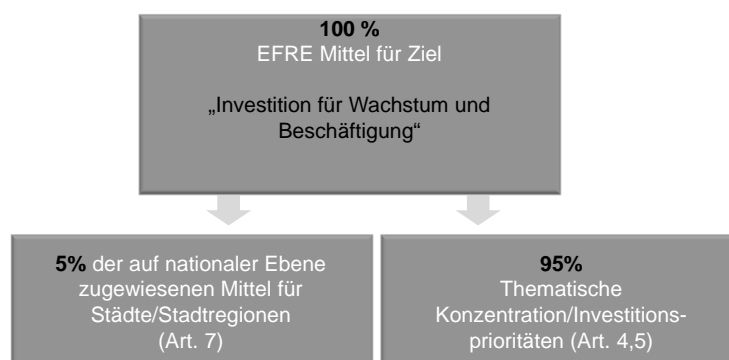 100 %
EFRE Mittel für Ziel
„Investition für Wachstum und
Beschäftigung“
5% der auf nationaler Ebene
zugewiesenen Mittel für
Städte/Stadtregionen
(Art. 7)
95%
Thematische
Konzentration/Investitions-
prioritäten (Art. 4,5)